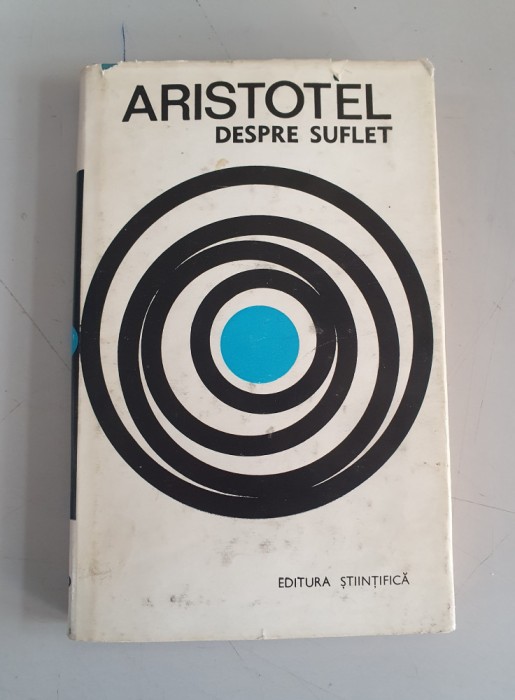 ARISTOTEL
DESPRE SUFLET
EDITURA ȘTIINȚIFICĂ